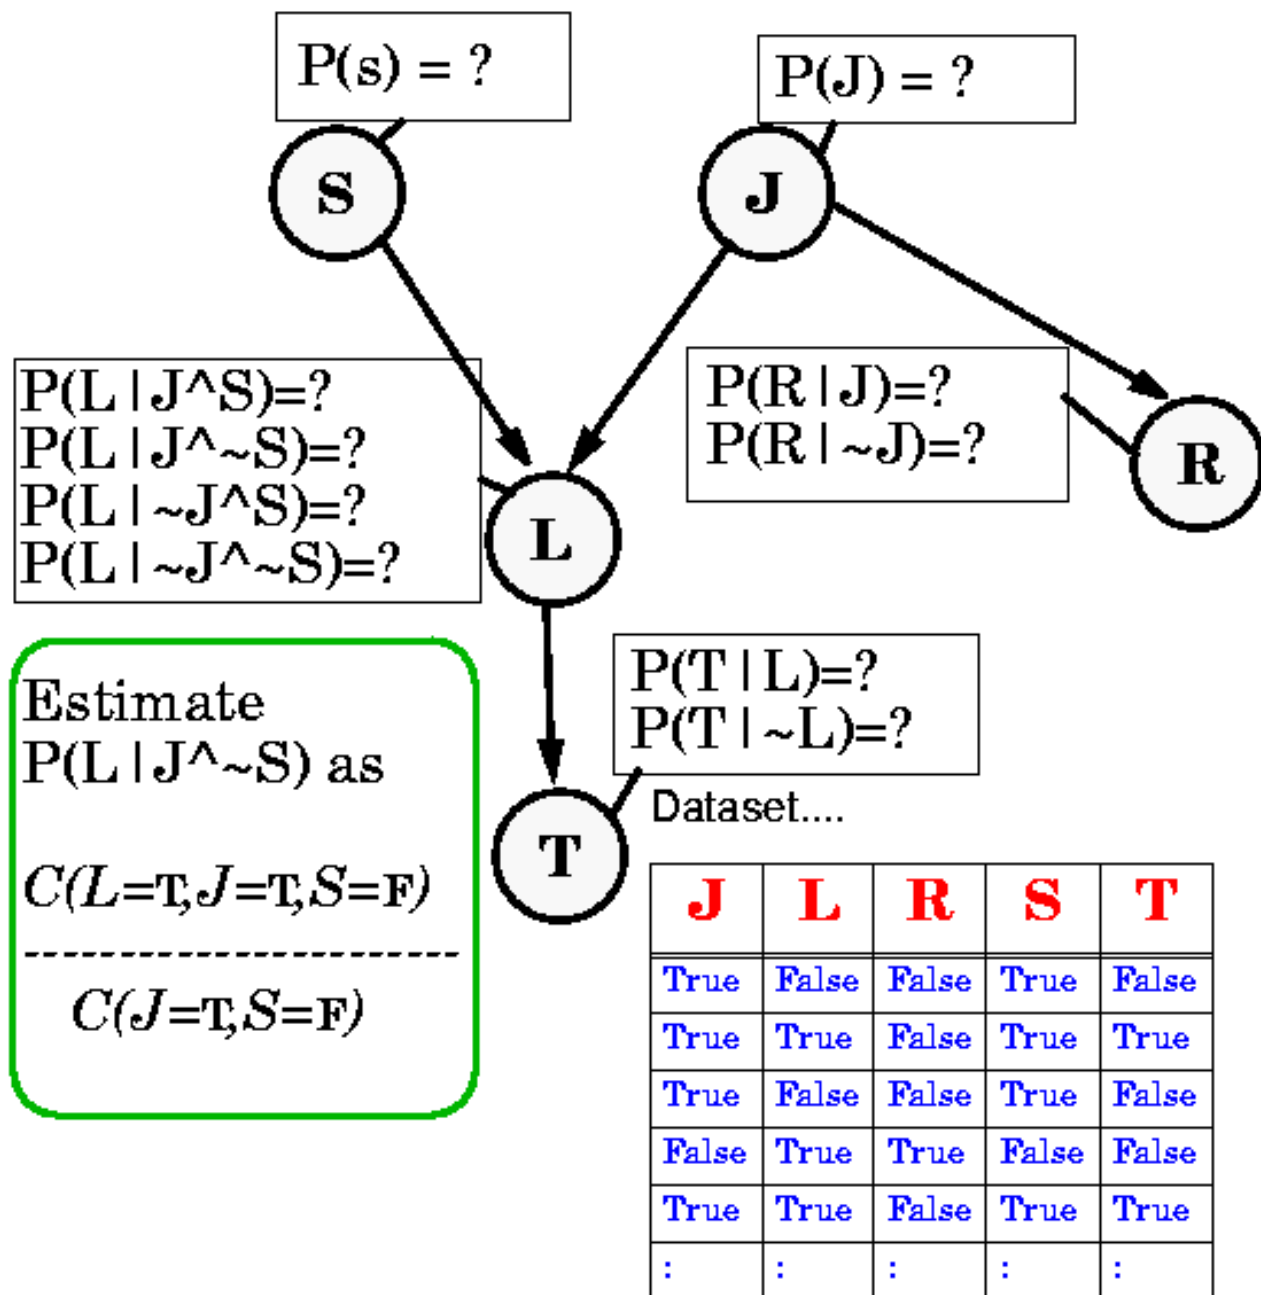 P(s) = ?
P(J) = ?
S
J
P(L | J^S)=?
P(L | J^~S)=?
P(L | ~J^S)=?
P(L | ~J^~S)=?
P(R | J)=?
P(R | ~J)=?
R
L
Estimate
P(L | J^~S) as
C(L=T,J=T,S=F)
-----------------------
C(J=T,S=F)
P(T | L)=?
P(T | ~L)=?
T
Dataset....
J L R S T
True False False True False
True True False True True
True False False True False
False True True False False
True True False True True
: : : : :